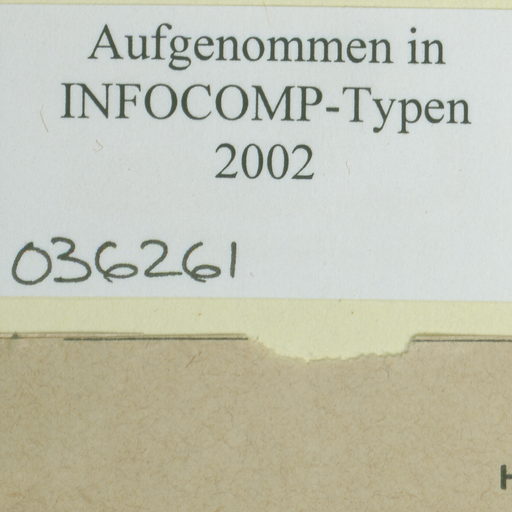 Aufgenommen in
INFOCOMP-Typen
2002
036261
H